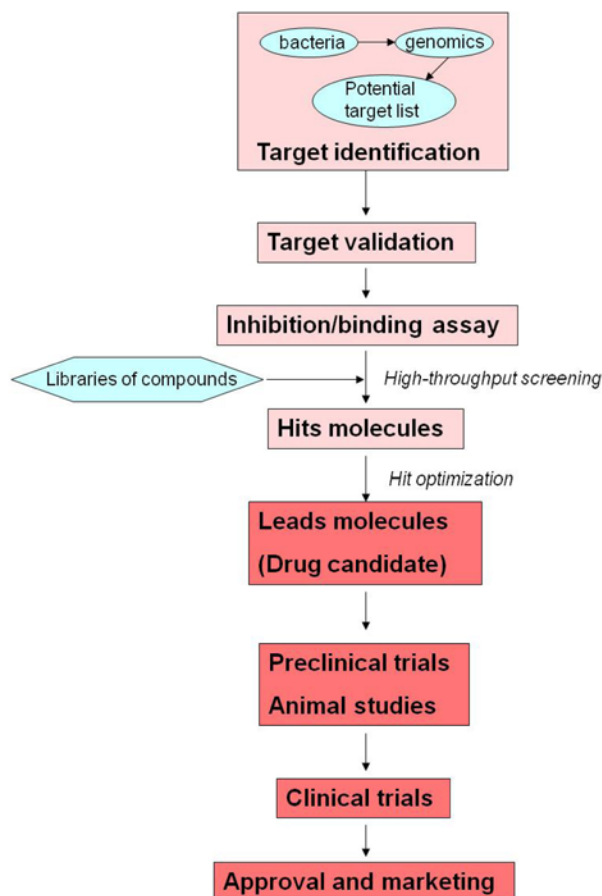 bacteria
genomics
Potential
target list
Target identification
Target validation
Inhibition/binding assay
Libraries of compounds
High-throughput screening
Hits molecules
Hit optimization
Leads molecules
(Drug candidate)
Preclinical trials
Animal studies
Clinical trials
Approval and marketing